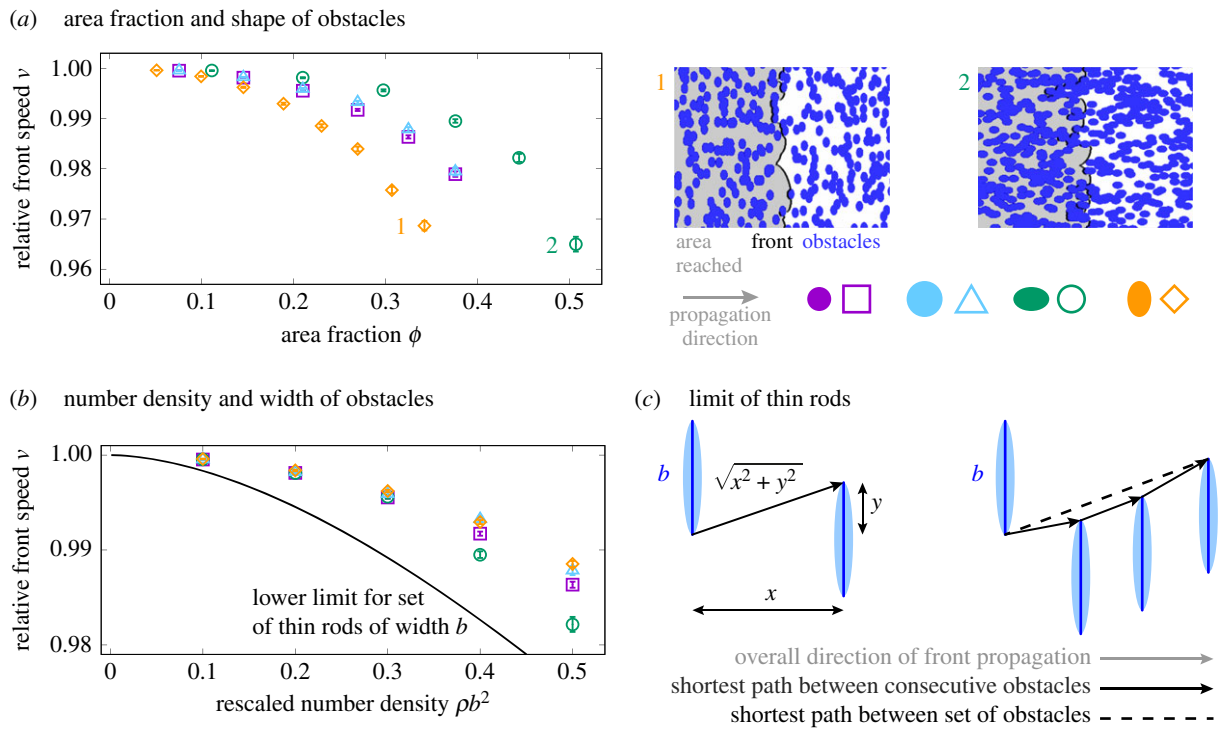 (a) area fraction and shape of obstacles
relative front speed v
1.00
0.99
0.98
0.97
0.96
0 0.1 0.2 0.3 0.4 0.5
area fraction ϕ
1
2
1
2
area
reached
front
obstacles
propagation
direction
(b) number density and width of obstacles
relative front speed v
1.00
0.99
0.98
0 0.1 0.2 0.3 0.4 0.5
rescaled number density ρb²
lower limit for set
of thin rods of width b
(c) limit of thin rods
b
√x² + y²
y
x
b
overall direction of front propagation
shortest path between consecutive obstacles
shortest path between set of obstacles